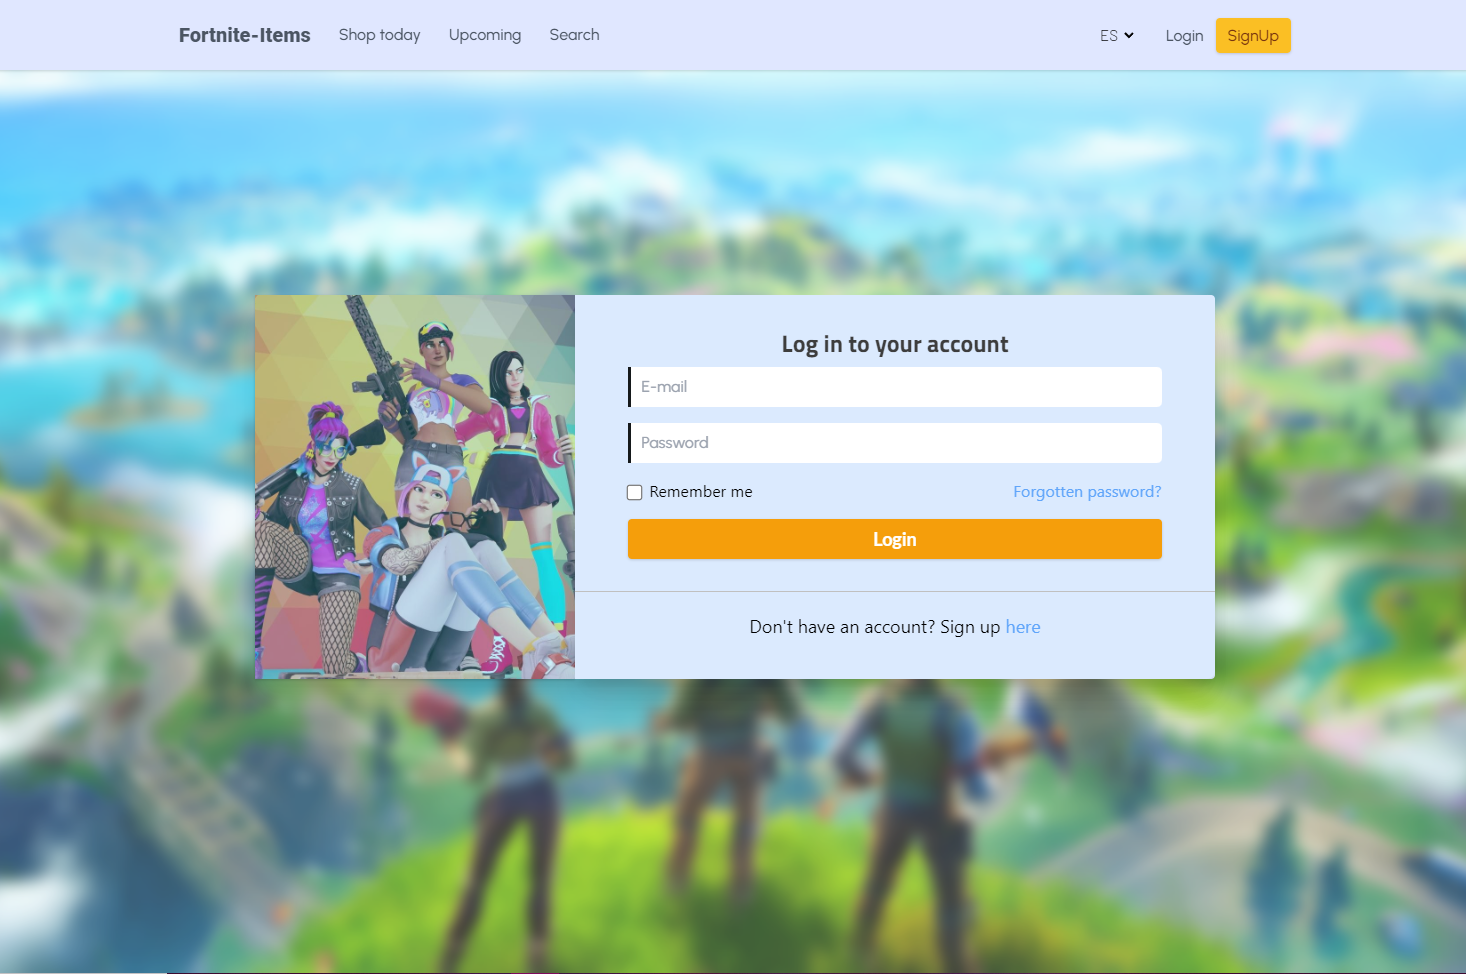 Fortnite-Items
Shop today
Upcoming
Search
ES
Login
SignUp
Log in to your account
E-mail
Password
Remember me
Forgotten password?
Login
Don't have an account? Sign up here